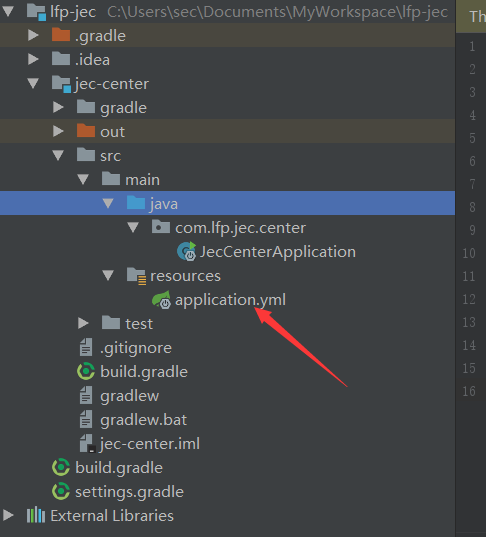 lfp-jec C:\Users\sec\Documents\MyWorkspace\lfp-jec
Th
.gradle
1
.idea
2
jec-center
3
gradle
4
out
5
src
6
main
7
java
8
com.lfp.jec.center
9
JecCenterApplication
10
resources
11
application.yml
12
test
13
.gitignore
14
build.gradle
15
gradlew
16
gradlew.bat
jec-center.iml
build.gradle
settings.gradle
External Libraries